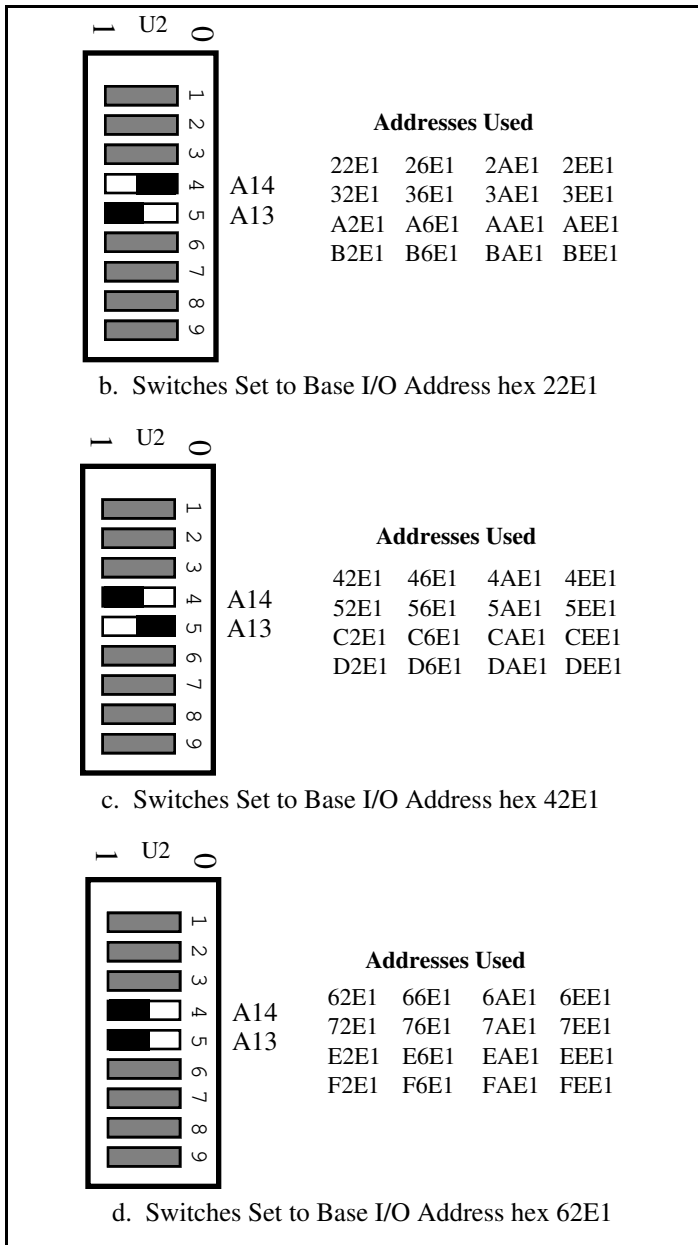 1 U2 0
1
2
3
4 A14
5 A13
6
7
8
9
Addresses Used
22E1 26E1 2AE1 2EE1
32E1 36E1 3AE1 3EE1
A2E1 A6E1 AAE1 AEE1
B2E1 B6E1 BAE1 BEE1
b. Switches Set to Base I/O Address hex 22E1
1 U2 0
1
2
3
4 A14
5 A13
6
7
8
9
Addresses Used
42E1 46E1 4AE1 4EE1
52E1 56E1 5AE1 5EE1
C2E1 C6E1 CAE1 CEE1
D2E1 D6E1 DAE1 DEE1
c. Switches Set to Base I/O Address hex 42E1
1 U2 0
1
2
3
4 A14
5 A13
6
7
8
9
Addresses Used
62E1 66E1 6AE1 6EE1
72E1 76E1 7AE1 7EE1
E2E1 E6E1 EAE1 EEE1
F2E1 F6E1 FAE1 FEE1
d. Switches Set to Base I/O Address hex 62E1